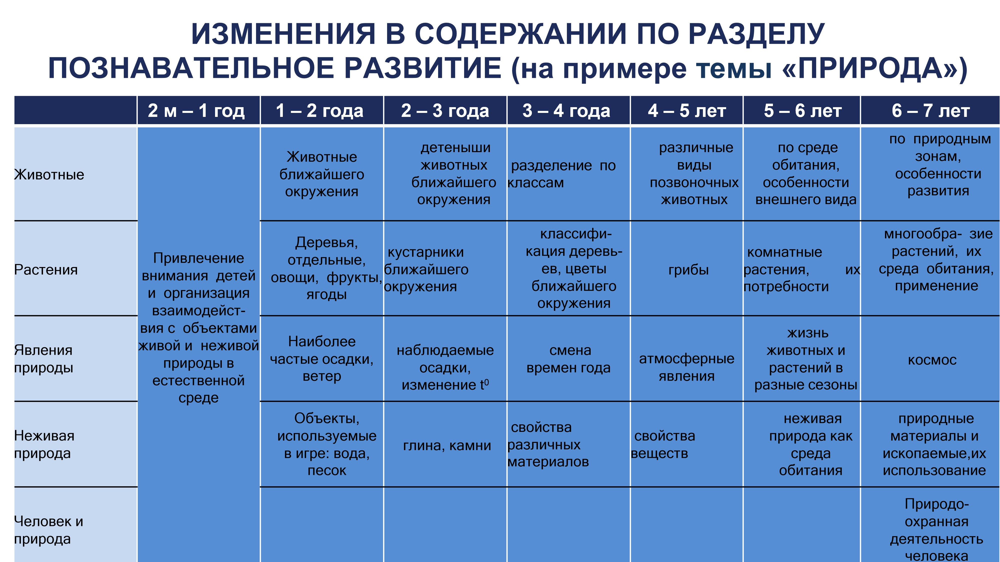 ИЗМЕНЕНИЯ В СОДЕРЖАНИИ ПО РАЗДЕЛУ
ПОЗНАВАТЕЛЬНОЕ РАЗВИТИЕ (на примере темы «ПРИРОДА»)
2 м – 1 год
1 – 2 года
2 – 3 года
3 – 4 года
4 – 5 лет
5 – 6 лет
6 – 7 лет
Животные
Привлечение
внимания детей
и организация
взаимодейст-
вия с объектами
живой и неживой
природы в
естественной
среде
Животные
ближайшего
окружения
детеныши
животных
ближайшего
окружения
разделение по
классам
различные
виды
позвоночных
животных
по среде
обитания,
особенности
внешнего вида
по природным
зонам,
особенности
развития
Растения
Деревья,
отдельные,
овощи, фрукты,
ягоды
кустарники
ближайшего
окружения
классифи-
кация деревь-
ев, цветы
ближайшего
окружения
грибы
комнатные
растения, их
потребности
многообра- зие
растений, их
среда обитания,
применение
Явления
природы
Наиболее
частые осадки,
ветер
наблюдаемые
осадки,
изменение t⁰
смена
времен года
атмосферные
явления
жизнь
животных и
растений в
разные сезоны
космос
Неживая
природа
Объекты,
используемые
в игре: вода,
песок
глина, камни
свойства
различных
материалов
свойства
веществ
неживая
природа как
среда
обитания
природные
материалы и
ископаемые,их
использование
Человек и
природа
Природо-
охранная
деятельность
человека